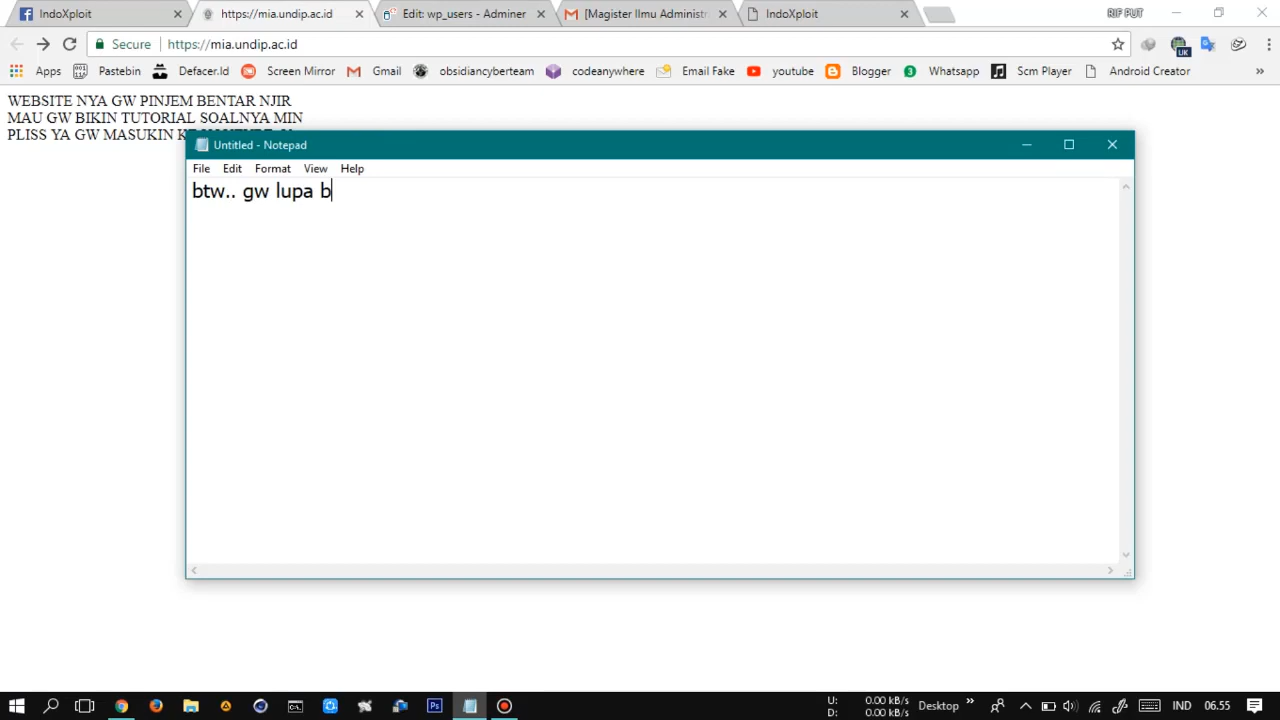 IndoXploit
https://mia.undip.ac.id
Edit: wp_users - Adminer
[Magister Ilmu Administr
IndoXploit
RIF PUT
Secure
https://mia.undip.ac.id
UK
Apps
Pastebin
Defacer.Id
Screen Mirror
Gmail
obsidiancyberteam
codeanywhere
Email Fake
youtube
Blogger
Whatsapp
Scm Player
Android Creator
»
WEBSITE NYA GW PINJEM BENTAR NJIR
MAU GW BIKIN TUTORIAL SOALNYA MIN
PLISS YA GW MASUKIN
Untitled - Notepad
File Edit Format View Help
btw.. gw lupa b
U: 0.00 kB/s
D: 0.00 kB/s
Desktop »
Ps
IND
06.55